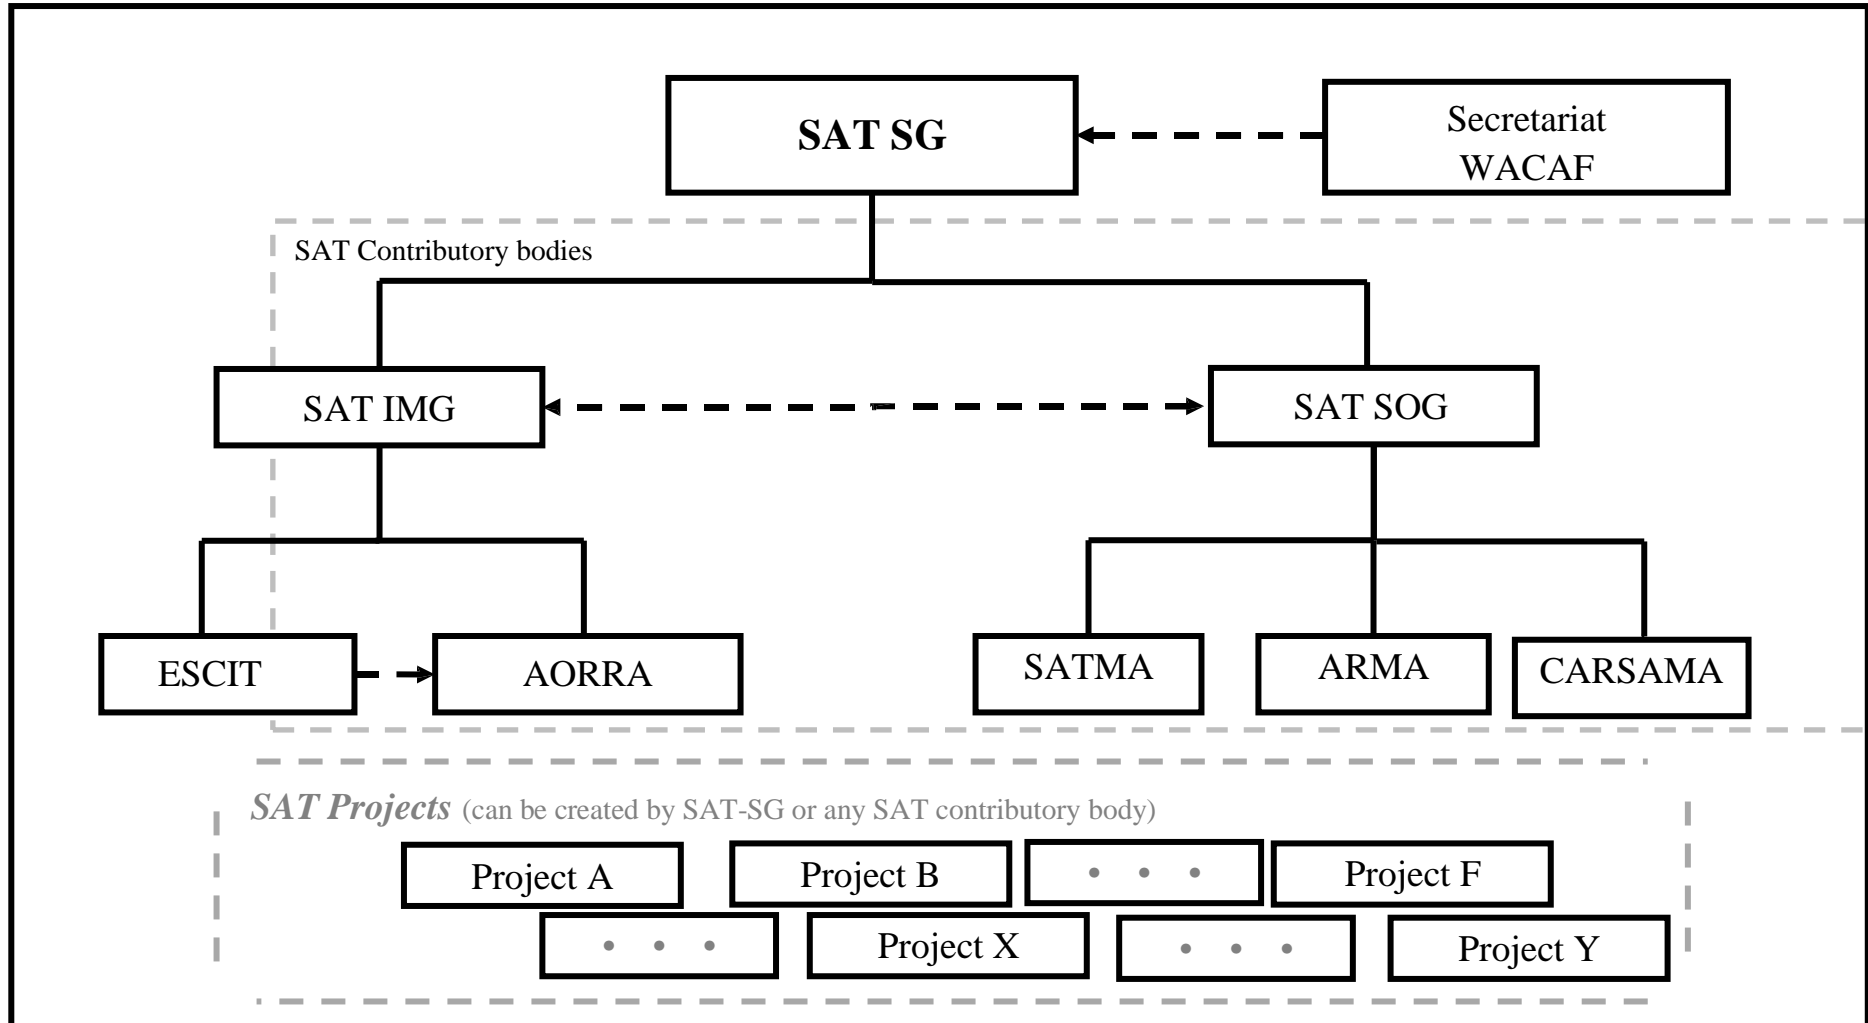 SAT SG
Secretariat
WACAF
SAT Contributory bodies
SAT IMG
SAT SOG
ESCIT
AORRA
SATMA
ARMA
CARSAMA
SAT Projects (can be created by SAT-SG or any SAT contributory body)
Project A
Project B
• • •
Project F
• • •
Project X
• • •
Project Y